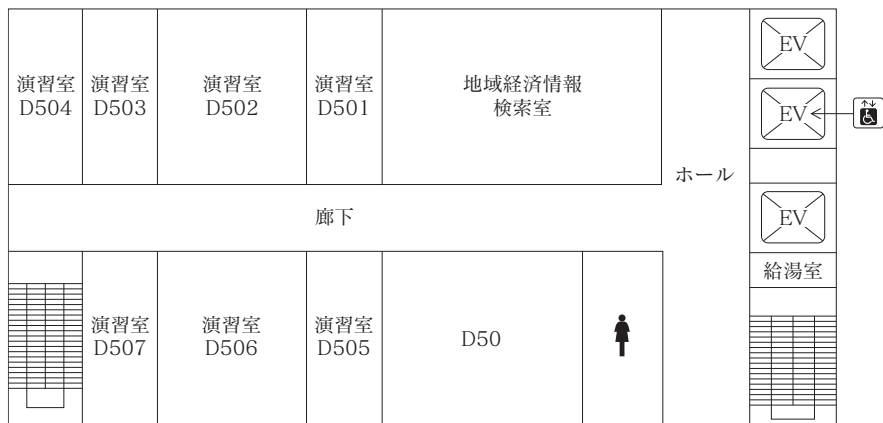 演習室
D504
演習室
D503
演習室
D502
演習室
D501
地域経済情報
検索室
EV
EV
ホール
廊下
EV
給湯室
演習室
D507
演習室
D506
演習室
D505
D50